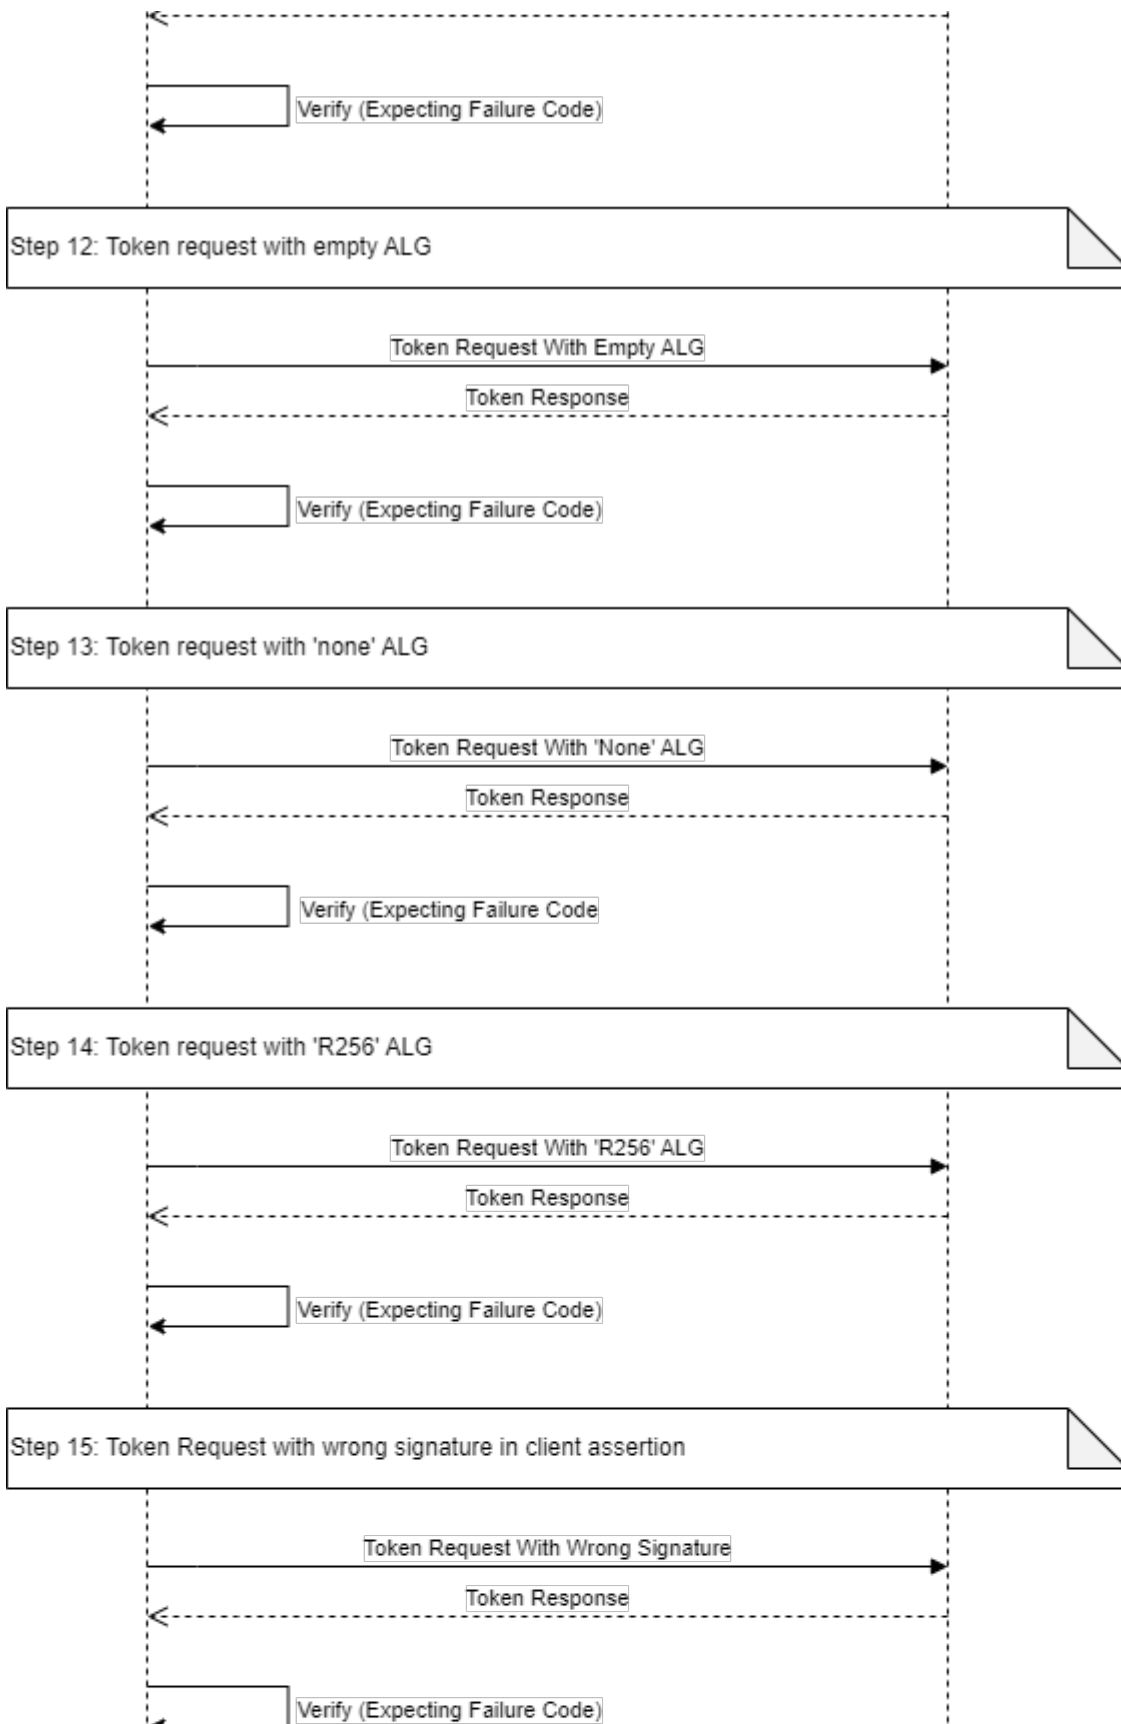 Verify (Expecting Failure Code)
Step 12: Token request with empty ALG
Token Request With Empty ALG
Token Response
Verify (Expecting Failure Code)
Step 13: Token request with 'none' ALG
Token Request With 'None' ALG
Token Response
Verify (Expecting Failure Code
Step 14: Token request with 'R256' ALG
Token Request With 'R256' ALG
Token Response
Verify (Expecting Failure Code)
Step 15: Token Request with wrong signature in client assertion
Token Request With Wrong Signature
Token Response
Verify (Expecting Failure Code)